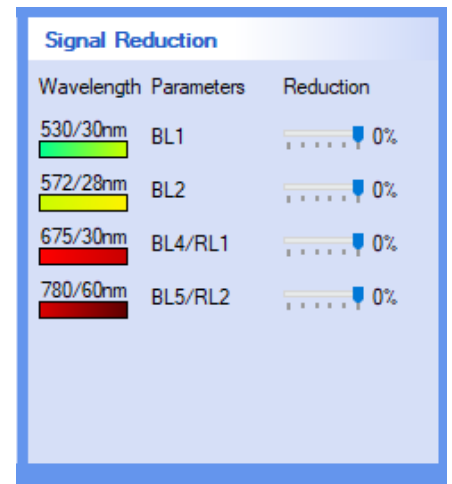 Signal Reduction
Wavelength Parameters Reduction
530/30nm BL1 0%
572/28nm BL2 0%
675/30nm BL4/RL1 0%
780/60nm BL5/RL2 0%